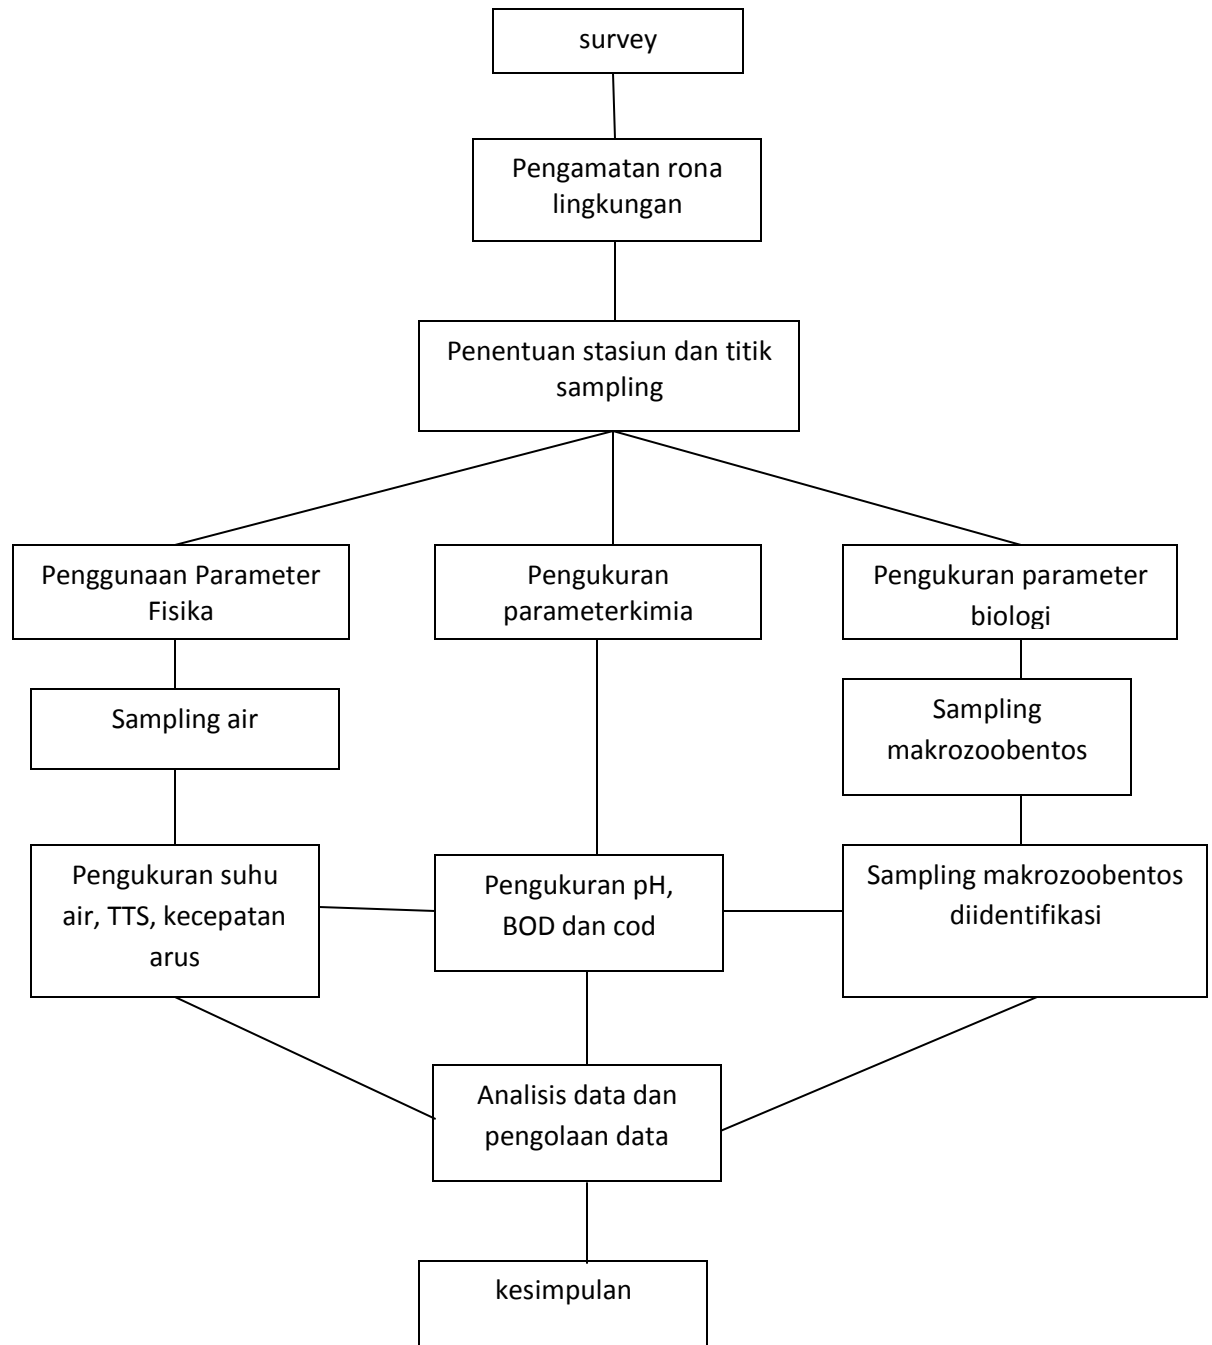 survey
Pengamatan rona
lingkungan
Penentuan stasiun dan titik
sampling
Penggunaan Parameter
Fisika
Pengukuran
parameterkimia
Pengukuran parameter
biologi
Sampling air
Sampling
makrozoobentos
Pengukuran suhu
air, TTS, kecepatan
arus
Pengukuran pH,
BOD dan cod
Sampling makrozoobentos
diidentifikasi
Analisis data dan
pengolaan data
kesimpulan